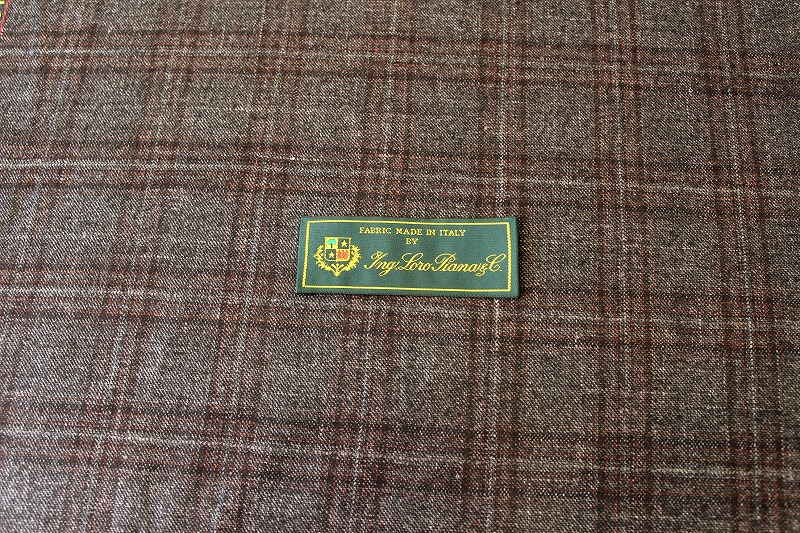 FABRIC MADE IN ITALY
BY
Ing. Loro Piana & C.